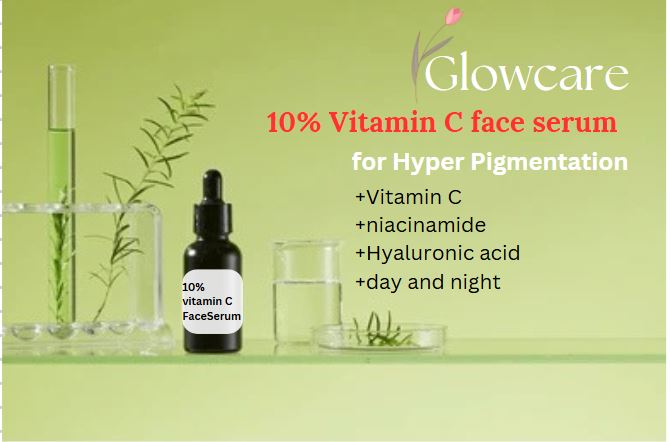 Glowcare
10% Vitamin C face serum
for Hyper Pigmentation
+Vitamin C
+niacinamide
+Hyaluronic acid
+day and night
10%
vitamin C
FaceSerum